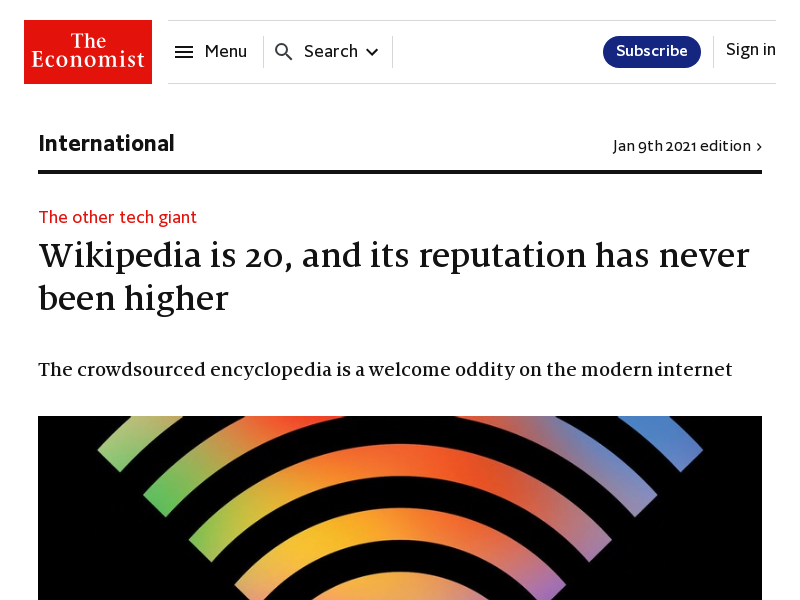 The
Economist
Menu
Search
Subscribe
Sign in
International
Jan 9th 2021 edition ›
The other tech giant
Wikipedia is 20, and its reputation has never
been higher
The crowdsourced encyclopedia is a welcome oddity on the modern internet